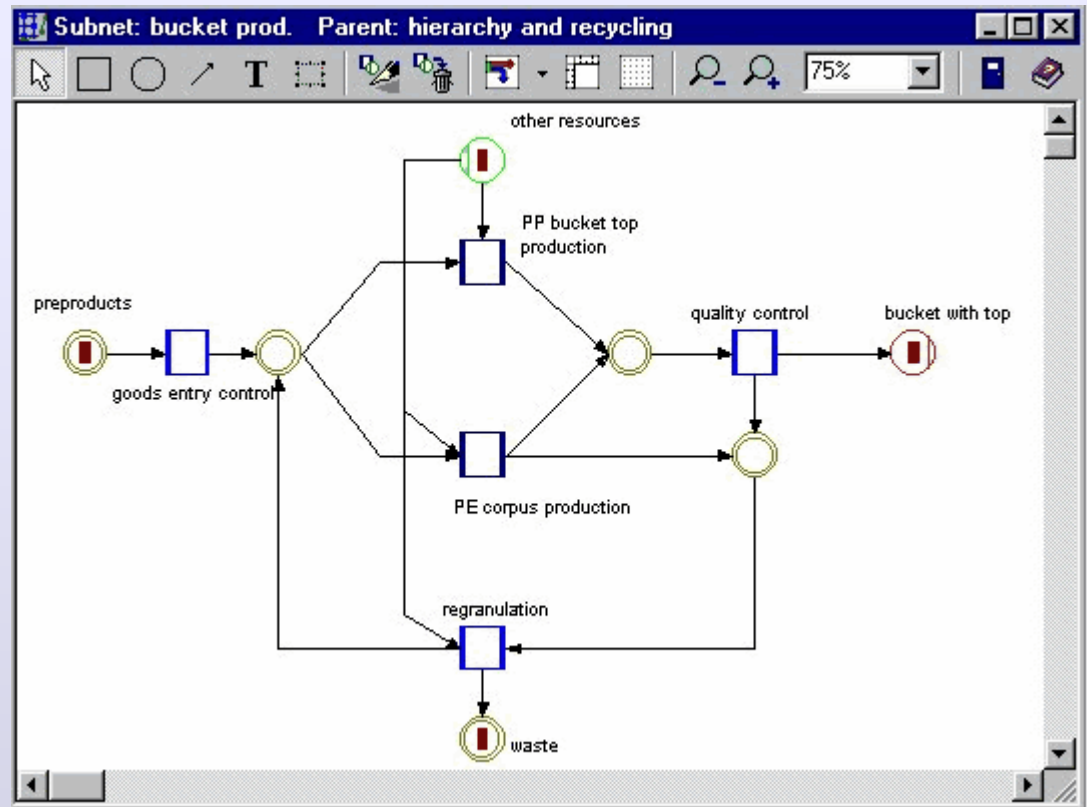 Subnet: bucket prod. Parent: hierarchy and recycling
T
75%
other resources
PP bucket top
production
preproducts
quality control
bucket with top
goods entry control
PE corpus production
regranulation
waste